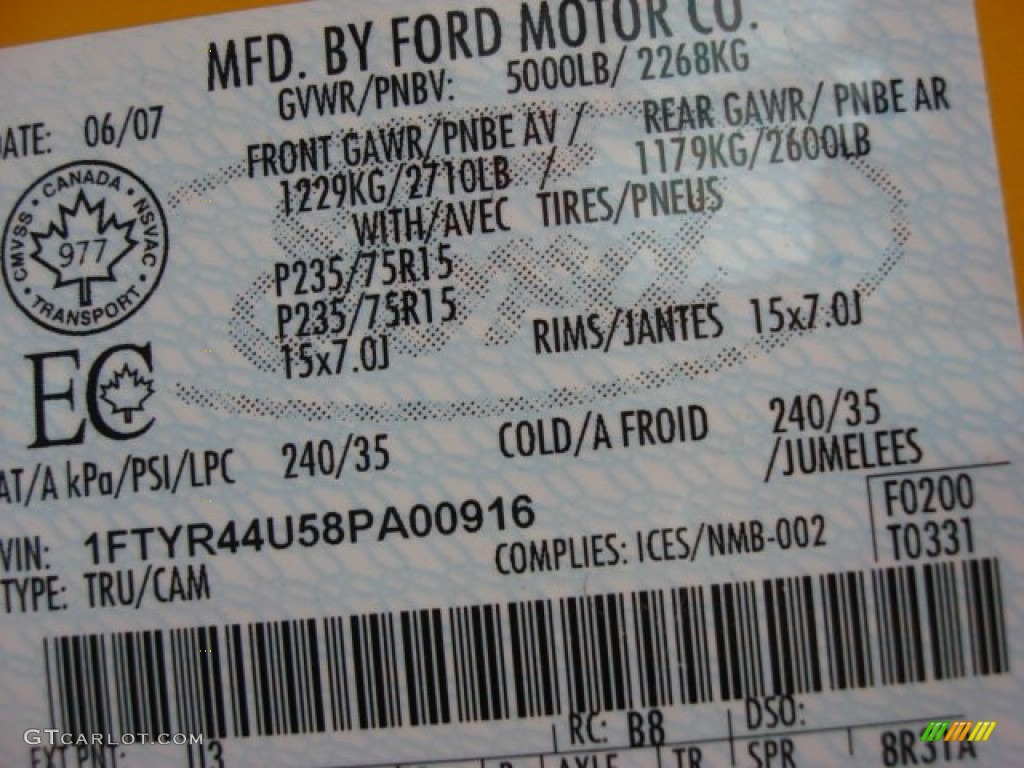 MFD. BY FORD MOTOR CO.
GVWR/PNBV: 5000LB/ 2268KG
DATE: 06/07
FRONT GAWR/PNBE AV / REAR GAWR/ PNBE AR
1229KG/2710LB / 1179KG/2600LB
WITH/AVEC TIRES/PNEUS
P235/75R15
P235/75R15
15x7.0J RIMS/JANTES 15x7.0J
CANADA • NSVAC • TRANSPORT • CMVSS •
977
EC
AT/A kPa/PSI/LPC 240/35 COLD/A FROID 240/35
/JUMELEES
VIN: 1FTYR44U58PA00916
F0200
T0331
TYPE: TRU/CAM COMPLIES: ICES/NMB-002
EXT PNT: RC: B8 DSO:
AXLE TR SPR 8R3TA
GTCARLOT.COM